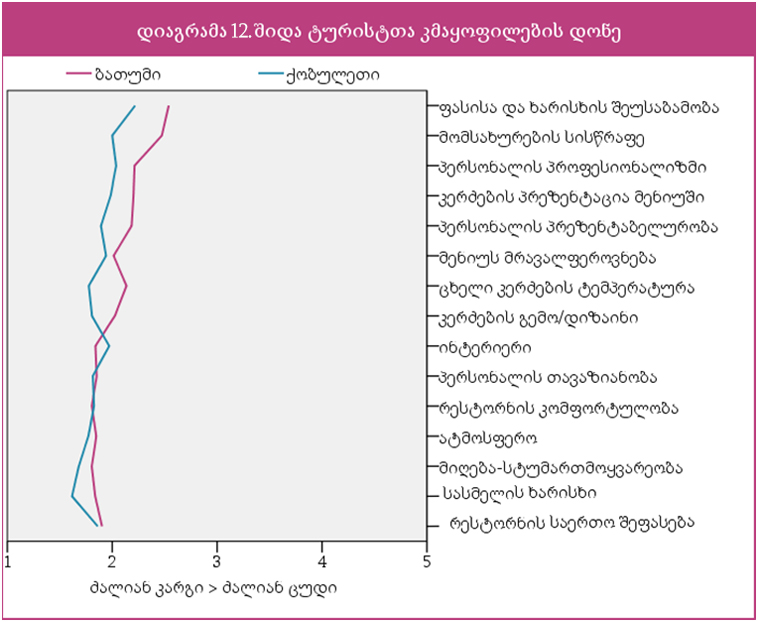 დიაგრამა 12. შიდა ტურისტთა კმაყოფილების დონე
ბათუმი
ქობულეთი
ფასისა და ხარისხის შეუსაბამობა
მომსახურების სისწრაფე
პერსონალის პროფესიონალიზმი
კერძების პრეზენტაცია მენიუში
პერსონალის პრეზენტაბელურობა
მენიუს მრავალფეროვნება
ცხელი კერძების ტემპერატურა
კერძების გემო/დიზაინი
ინტერიერი
პერსონალის თავაზიანობა
რესტორნის კომფორტულობა
ატმოსფერო
მიღება-სტუმართმოყვარეობა
სასმელის ხარისხი
რესტორნის საერთო შეფასება
1 2 3 4 5
ძალიან კარგი > ძალიან ცუდი